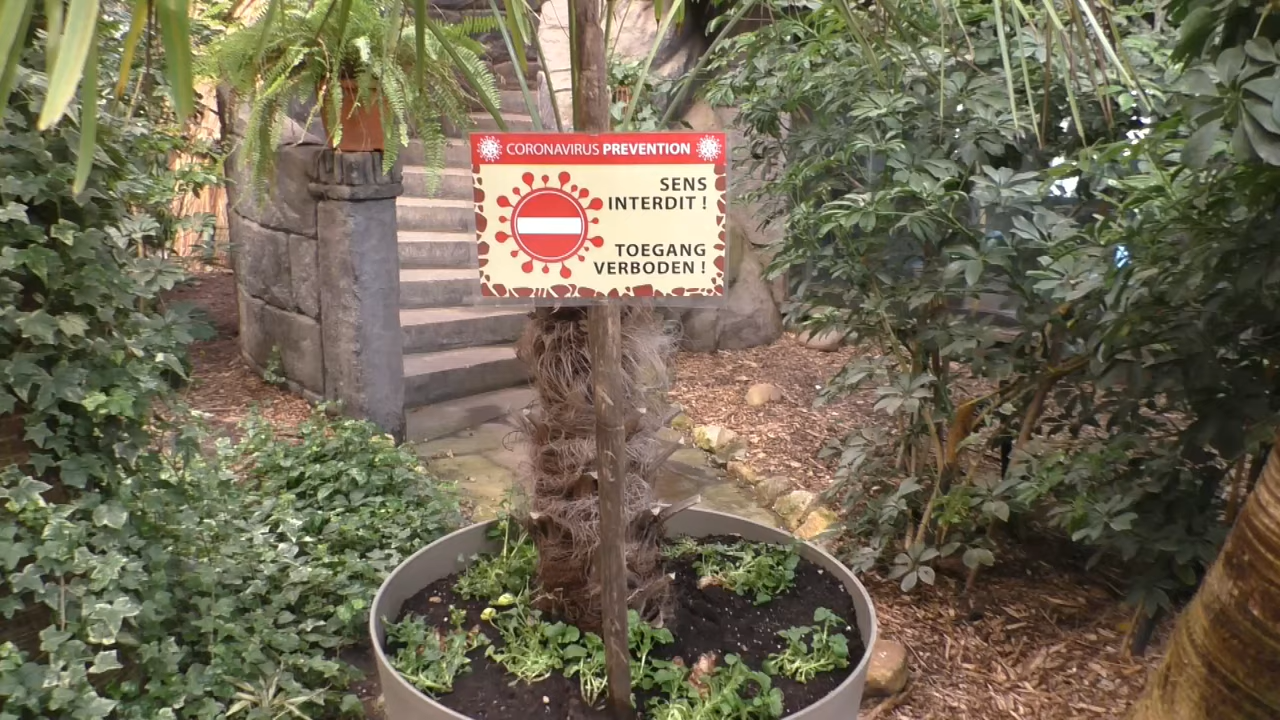 CORONAVIRUS PREVENTION
SENS
INTERDIT !
TOEGANG
VERBODEN !